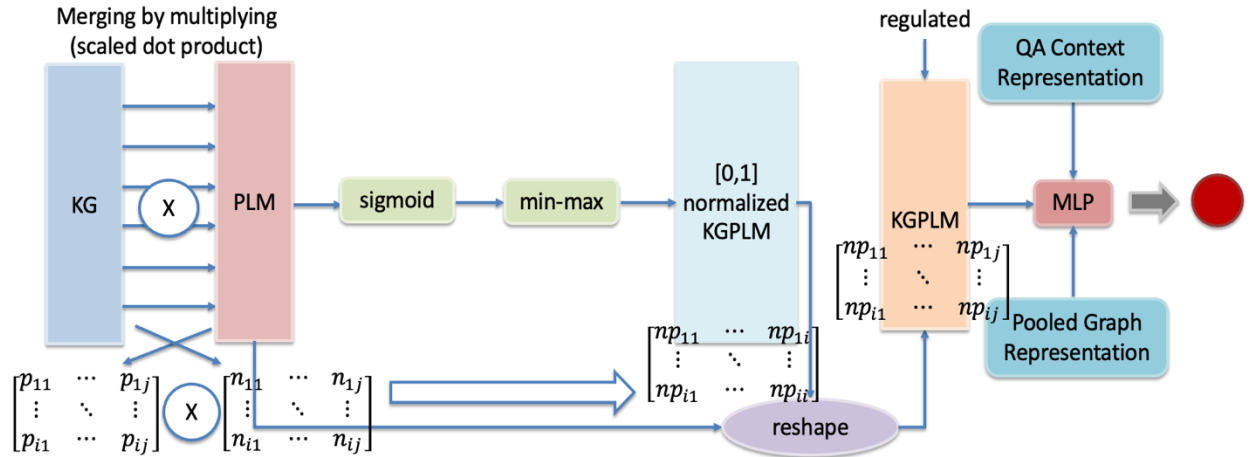 Merging by multiplying
(scaled dot product)
KG
X
PLM
sigmoid
min-max
[0,1]
normalized
KGPLM
regulated
KGPLM
QA Context
Representation
MLP
Pooled Graph
Representation
p11 ⋯ p1j
⋮ ⋱ ⋮
pi1 ⋯ pij
X
n11 ⋯ n1j
⋮ ⋱ ⋮
ni1 ⋯ nij
np11 ⋯ np1i
⋮ ⋱ ⋮
npi1 ⋯ npii
reshape
np11 ⋯ np1j
⋮ ⋱ ⋮
npi1 ⋯ npij